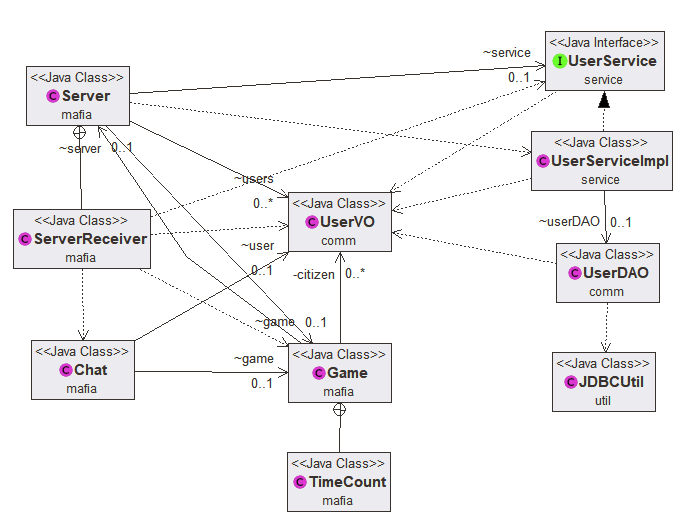 <<Java Interface>>
I UserService
service
~service
0..1
<<Java Class>>
C Server
mafia
~server
0..1
<<Java Class>>
C UserServiceImpl
service
~users
0..*
<<Java Class>>
C UserVO
comm
<<Java Class>>
C ServerReceiver
mafia
~userDAO
0..1
~user
0..1
-citizen
0..*
<<Java Class>>
C UserDAO
comm
~game
0..1
<<Java Class>>
C Chat
mafia
~game
0..1
<<Java Class>>
C Game
mafia
<<Java Class>>
C JDBCUtil
util
<<Java Class>>
C TimeCount
mafia